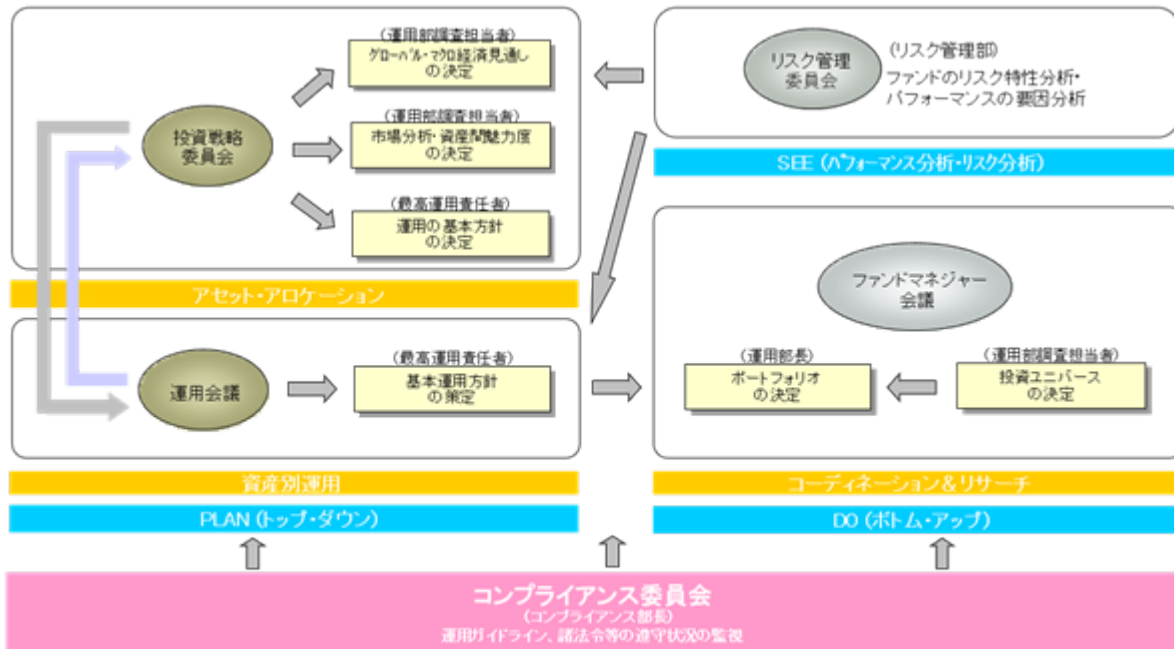 投資戦略
委員会
(運用部調査担当者)
グローバル・マクロ経済見通し
の決定
(運用部調査担当者)
市場分析・資産間魅力度
の決定
(最高運用責任者)
運用の基本方針
の決定
アセット・アロケーション
運用会議
(最高運用責任者)
基本運用方針
の策定
資産別運用
PLAN (トップ・ダウン)
リスク管理
委員会
(リスク管理部)
ファンドのリスク特性分析・
パフォーマンスの要因分析
SEE (パフォーマンス分析・リスク分析)
ファンドマネジャー
会議
(運用部長)
ポートフォリオ
の決定
(運用部調査担当者)
投資ユニバース
の決定
コーディネーション&リサーチ
DO (ボトム・アップ)
コンプライアンス委員会
(コンプライアンス部長)
運用ガイドライン、諸法令等の遵守状況の監視